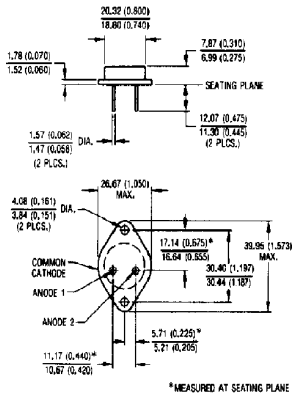 20.32 (0.800)
18.80 (0.740)
1.78 (0.070)
1.52 (0.060)
7.87 (0.310)
6.99 (0.275)
SEATING PLANE
1.57 (0.062)
1.47 (0.058)
DIA.
(2 PLCS.)
12.07 (0.475)
11.30 (0.445)
(2 PLCS.)
26.67 (1.050)
MAX.
4.08 (0.161)
3.84 (0.151)
DIA.
(2 PLCS.)
17.14 (0.675)*
16.64 (0.655)
39.95 (1.573)
MAX.
COMMON
CATHODE
30.40 (1.197)
30.44 (1.187)
ANODE 1
ANODE 2
5.71 (0.225)*
5.21 (0.205)
11.17 (0.440)*
10.67 (0.420)
*MEASURED AT SEATING PLANE